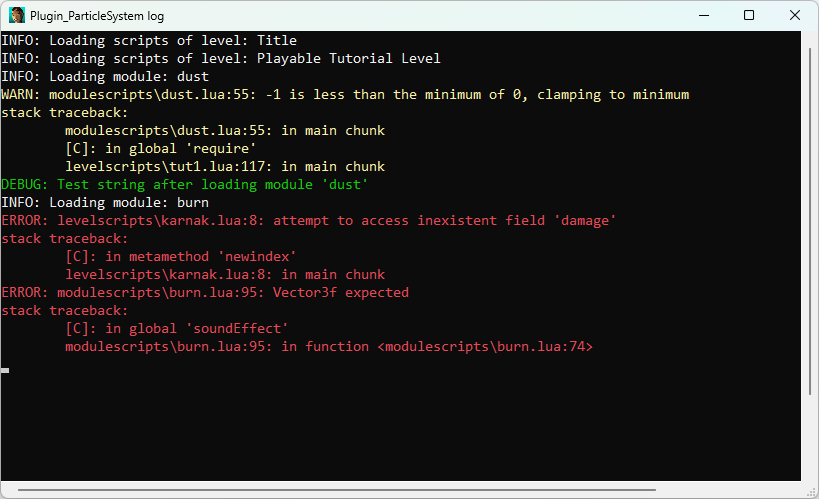 Plugin_ParticleSystem log
INFO: Loading scripts of level: Title
INFO: Loading scripts of level: Playable Tutorial Level
INFO: Loading module: dust
WARN: modulescripts\dust.lua:55: -1 is less than the minimum of 0, clamping to minimum
stack traceback:
        modulescripts\dust.lua:55: in main chunk
        [C]: in global 'require'
        levelscripts\tut1.lua:117: in main chunk
DEBUG: Test string after loading module 'dust'
INFO: Loading module: burn
ERROR: levelscripts\karnak.lua:8: attempt to access inexistent field 'damage'
stack traceback:
        [C]: in metamethod 'newindex'
        levelscripts\karnak.lua:8: in main chunk
ERROR: modulescripts\burn.lua:95: Vector3f expected
stack traceback:
        [C]: in global 'soundEffect'
        modulescripts\burn.lua:95: in function <modulescripts\burn.lua:74>